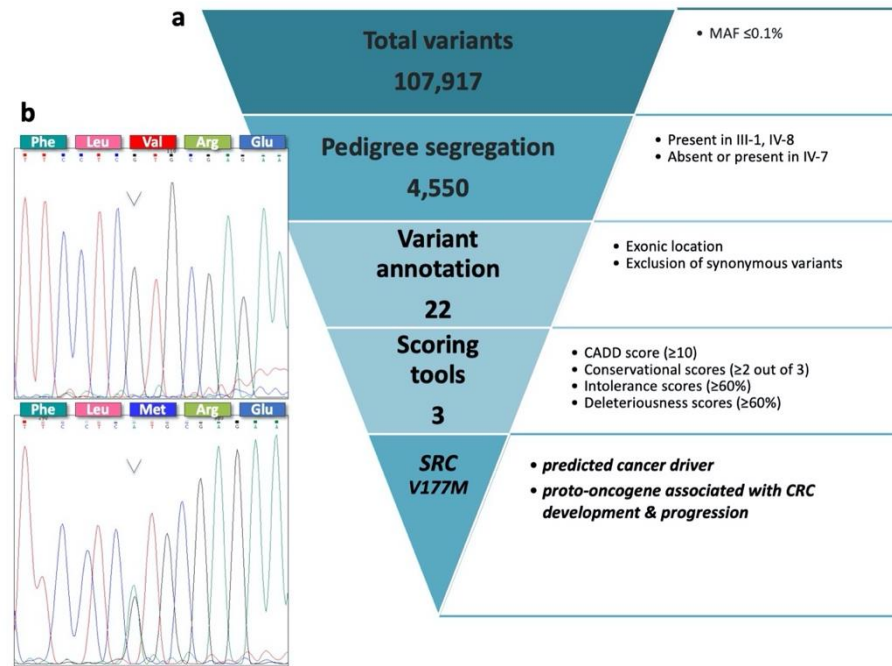 a
Total variants
107,917
• MAF ≤0.1%
Pedigree segregation
4,550
• Present in III-1, IV-8
• Absent or present in IV-7
Variant
annotation
22
• Exonic location
• Exclusion of synonymous variants
Scoring
tools
3
• CADD score (≥10)
• Conservational scores (≥2 out of 3)
• Intolerance scores (≥60%)
• Deleteriousness scores (≥60%)
SRC
V177M
• predicted cancer driver
• proto-oncogene associated with CRC
development & progression
b
Phe Leu Val Arg Glu
T T C C T C G T G C G A G A A
Phe Leu Met Arg Glu